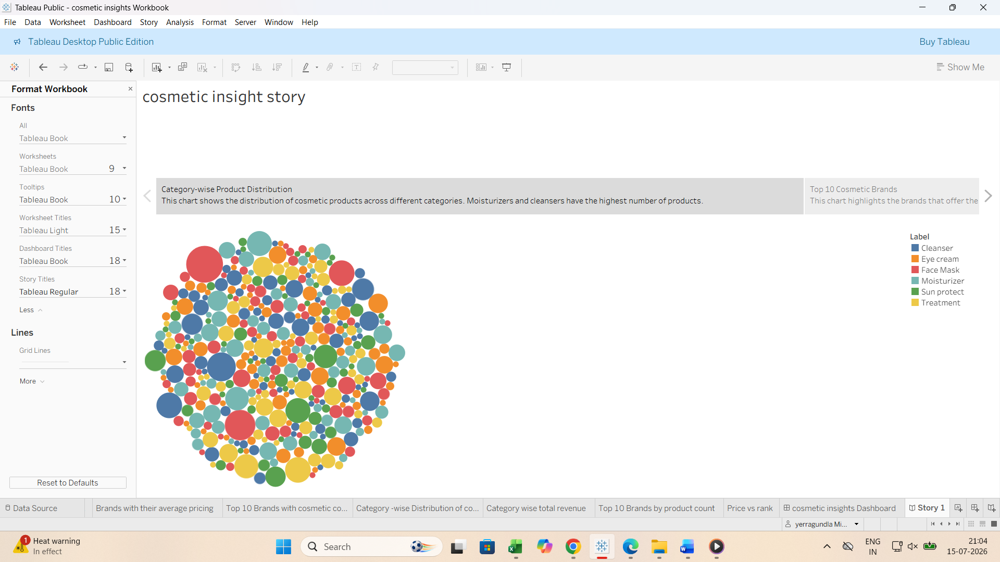 Tableau Public - cosmetic insights Workbook
File Data Worksheet Dashboard Story Analysis Format Server Window Help
Tableau Desktop Public Edition
Buy Tableau
Show Me
Format Workbook
Fonts
All
Tableau Book
Worksheets
Tableau Book 9
Tooltips
Tableau Book 10
Worksheet Titles
Tableau Light 15
Dashboard Titles
Tableau Book 18
Story Titles
Tableau Regular 18
Less
Lines
Grid Lines
More
Reset to Defaults
cosmetic insight story
Category-wise Product Distribution
This chart shows the distribution of cosmetic products across different categories. Moisturizers and cleansers have the highest number of products.
Top 10 Cosmetic Brands
This chart highlights the brands that offer the
Label
Cleanser
Eye cream
Face Mask
Moisturizer
Sun protect
Treatment
Data Source
Brands with their average pricing
Top 10 Brands with cosmetic co...
Category -wise Distribution of co...
Category wise total revenue
Top 10 Brands by product count
Price vs rank
cosmetic insights Dashboard
Story 1
yerragundla Mi...
1
Heat warning
In effect
Search
ENG
IN
21:04
15-07-2026